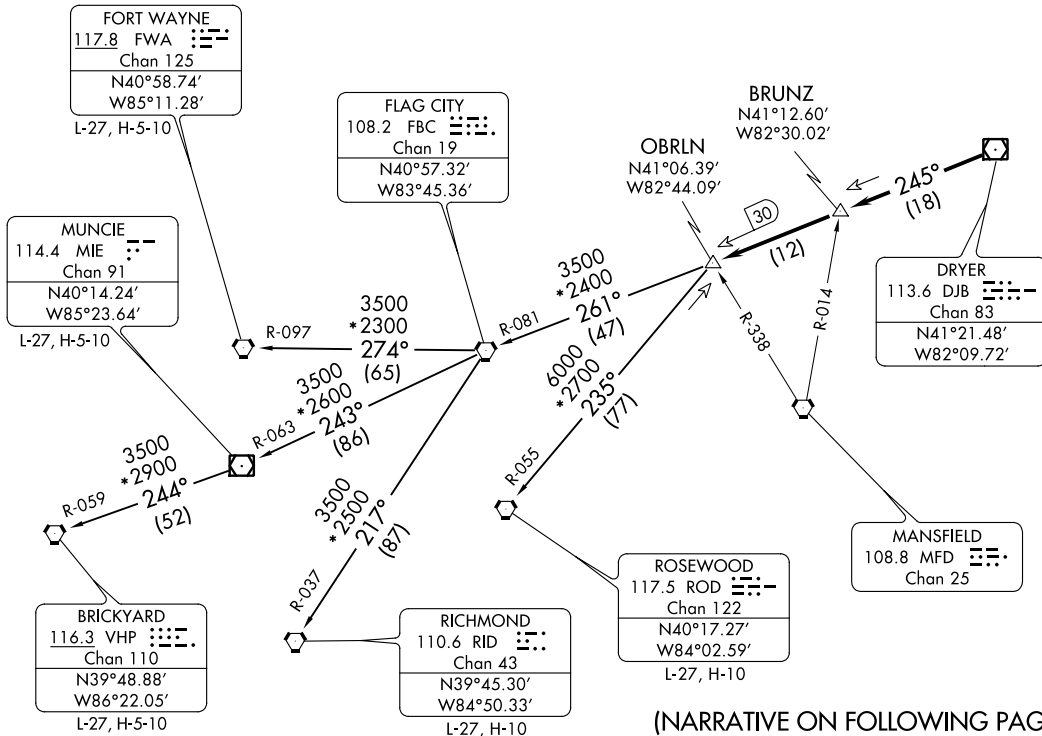 FORT WAYNE
117.8 FWA
Chan 125
N40°58.74′
W85°11.28′
L-27, H-5-10
FLAG CITY
108.2 FBC
Chan 19
N40°57.32′
W83°45.36′
BRUNZ
N41°12.60′
W82°30.02′
OBRLN
N41°06.39′
W82°44.09′
245°
(18)
30
(12)
MUNCIE
114.4 MIE
Chan 91
N40°14.24′
W85°23.64′
L-27, H-5-10
DRYER
113.6 DJB
Chan 83
N41°21.48′
W82°09.72′
R-097
3500
*2300
274°
(65)
R-081
3500
*2400
261°
(47)
R-338
R-014
R-063
3500
*2600
243°
(86)
6000
*2700
235°
(77)
R-055
R-059
3500
*2900
244°
(52)
3500
*2500
217°
(87)
R-037
MANSFIELD
108.8 MFD
Chan 25
BRICKYARD
116.3 VHP
Chan 110
N39°48.88′
W86°22.05′
L-27, H-5-10
RICHMOND
110.6 RID
Chan 43
N39°45.30′
W84°50.33′
L-27, H-10
ROSEWOOD
117.5 ROD
Chan 122
N40°17.27′
W84°02.59′
L-27, H-10
(NARRATIVE ON FOLLOWING PAG